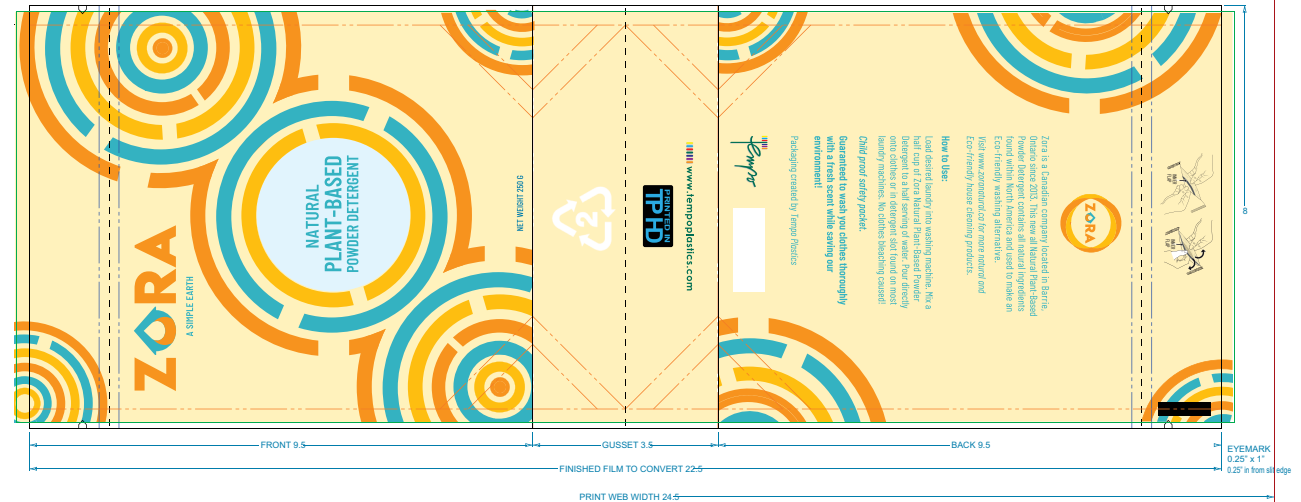 ZORA
A SIMPLE EARTH
NATURAL
PLANT-BASED
POWDER DETERGENT
NET WEIGHT 250 G
2
PRINTED IN
TPHD
www.tempoplastics.com
Tempo
Packaging created by Tempo Plastics
Guaranteed to wash you clothes thoroughly
with a fresh scent while saving our
environment!
Child proof safety pocket.
How to Use:
Load desired laundry into washing machine. Mix a
half cup of Zora Natural Plant-Based Powder
Detergent to a half serving of water. Pour directly
onto clothes or in detergent slot found on most
laundry machines. No clothes bleaching caused!
Visit www.zoranatural.ca for more natural and
Eco-friendly house cleaning products.
Zora is a Canadian company located in Barrie,
Ontario since 2013. This new all Natural Plant-Based
Powder Detergent contains all natural ingredients
found within North America and used to make an
Eco-friendly washing alternative.
ZORA
8
FRONT 9.5
GUSSET 3.5
BACK 9.5
FINISHED FILM TO CONVERT 22.5
PRINT WEB WIDTH 24.5
EYEMARK
0.25" x 1"
0.25" in from slit edge